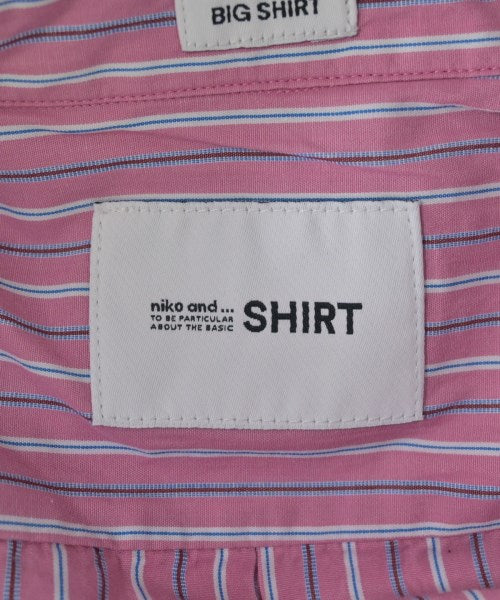 BIG SHIRT
niko and ...
TO BE PARTICULAR
ABOUT THE BASIC
SHIRT